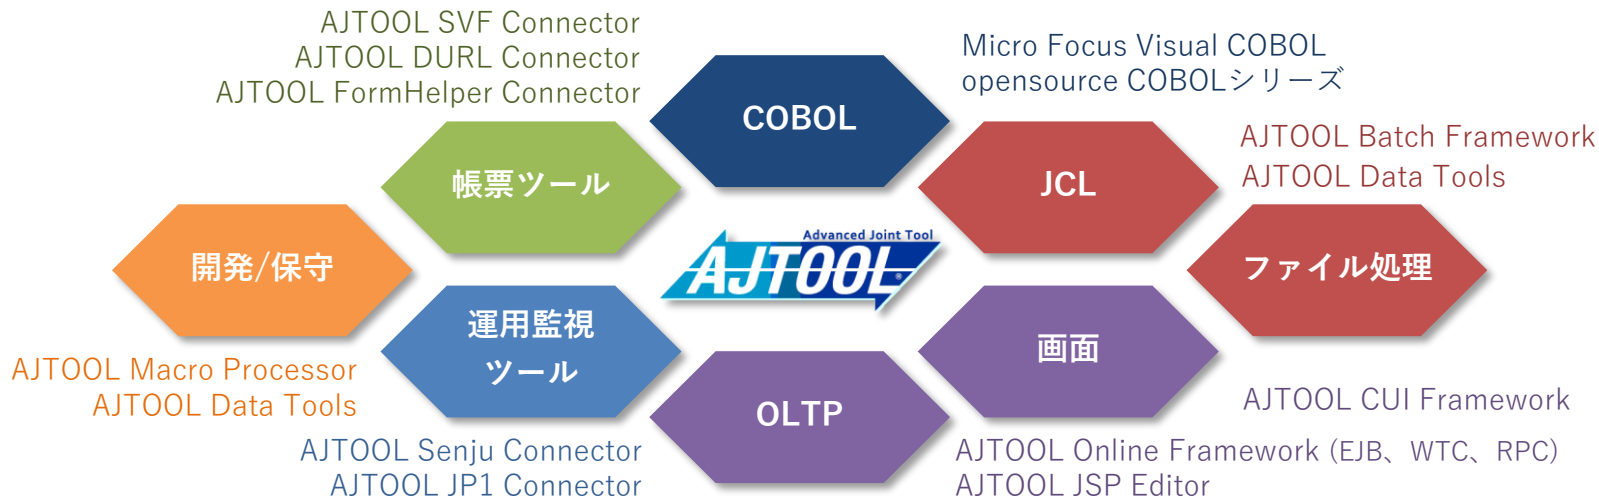 AJTOOL SVF Connector
AJTOOL DURL Connector
AJTOOL FormHelper Connector
COBOL
Micro Focus Visual COBOL
opensource COBOLシリーズ
帳票ツール
JCL
AJTOOL Batch Framework
AJTOOL Data Tools
開発/保守
Advanced Joint Tool
AJTOOL®
ファイル処理
運用監視
ツール
画面
AJTOOL Macro Processor
AJTOOL Data Tools
OLTP
AJTOOL CUI Framework
AJTOOL Senju Connector
AJTOOL JP1 Connector
AJTOOL Online Framework (EJB、WTC、RPC)
AJTOOL JSP Editor